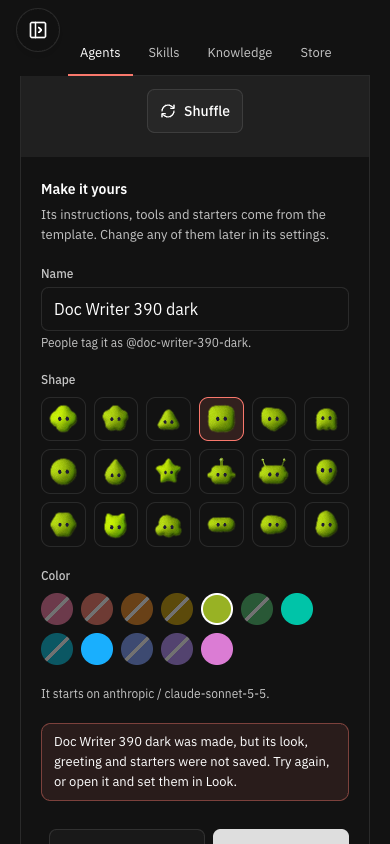 Agents Skills Knowledge Store
Shuffle
Make it yours
Its instructions, tools and starters come from the
template. Change any of them later in its settings.
Name
Doc Writer 390 dark
People tag it as @doc-writer-390-dark.
Shape
Color
It starts on anthropic / claude-sonnet-5-5.
Doc Writer 390 dark was made, but its look,
greeting and starters were not saved. Try again,
or open it and set them in Look.